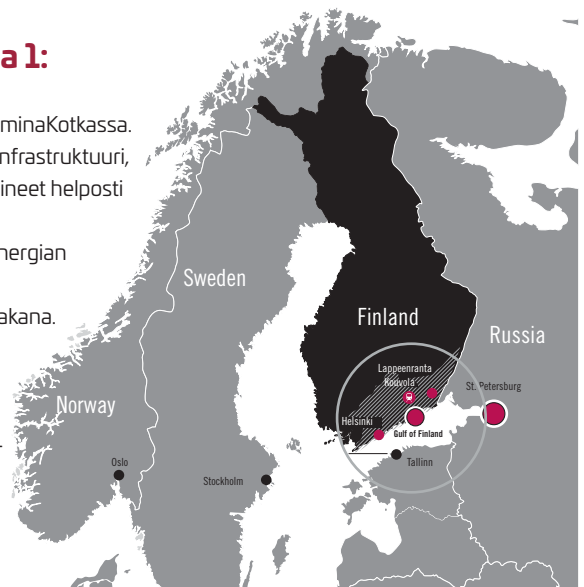 a 1:
minaKotkassa.
nfrastruktuuri,
ineet helposti
nergian
akana.
Sweden
Finland
Russia
Lappeenranta
Kouvola
St. Petersburg
Norway
Helsinki
Gulf of Finland
Oslo
Tallinn
Stockholm